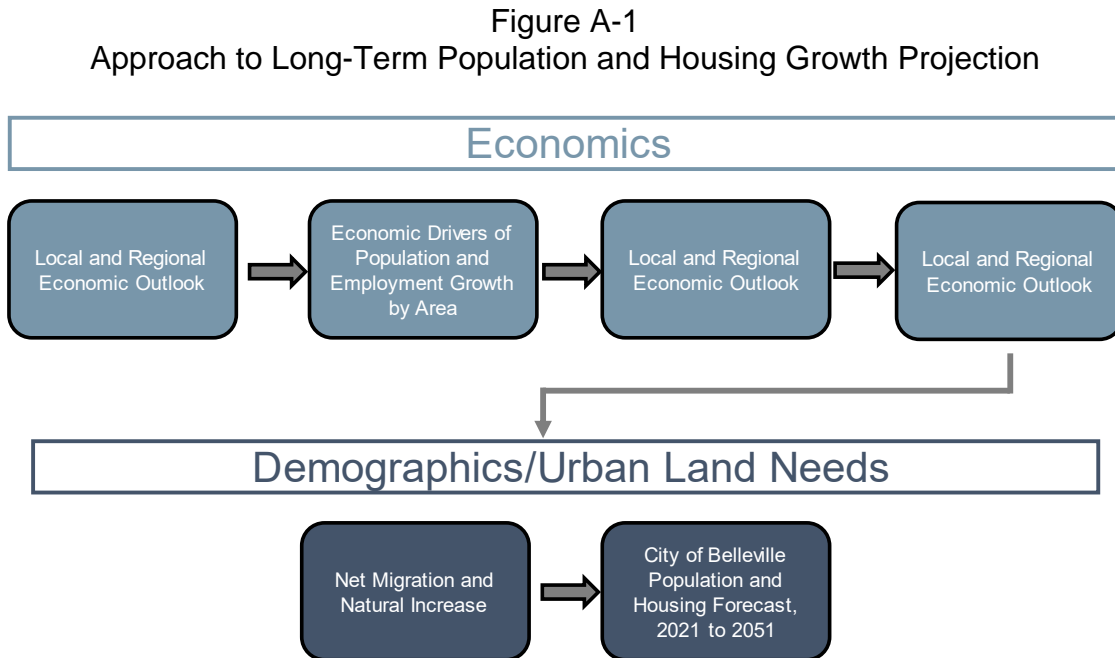 Figure A-1
Approach to Long-Term Population and Housing Growth Projection
Economics
Local and Regional
Economic Outlook
Economic Drivers of
Population and
Employment Growth
by Area
Local and Regional
Economic Outlook
Local and Regional
Economic Outlook
Demographics/Urban Land Needs
Net Migration and
Natural Increase
City of Belleville
Population and
Housing Forecast,
2021 to 2051